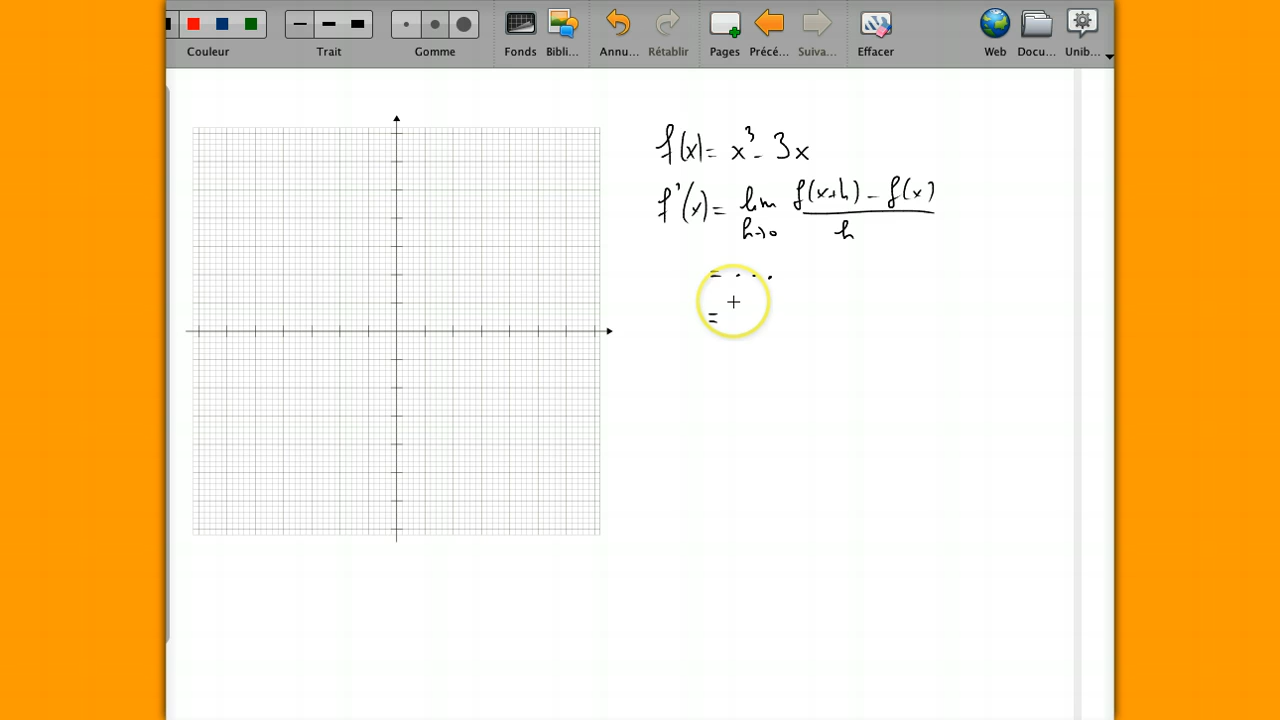 Couleur Trait Gomme Fonds Bibli... Annu... Rétablir Pages Précé... Suiva... Effacer Web Docu... Unib...
f(x) = x³ - 3x
f'(x) = lim f(x+h) - f(x)
h→0 h
= ...
=